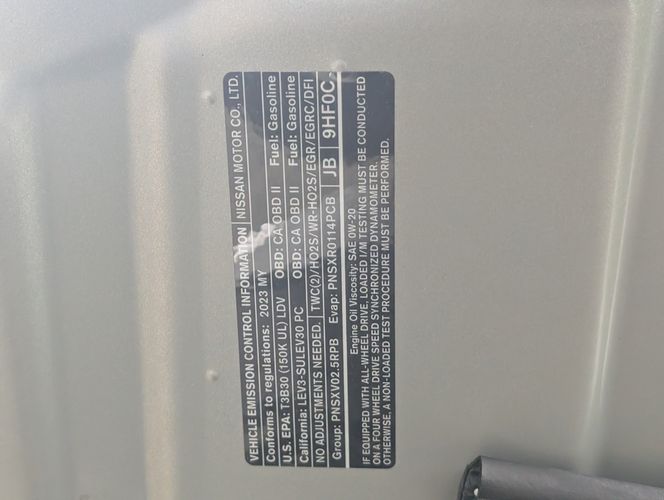 VEHICLE EMISSION CONTROL INFORMATION NISSAN MOTOR CO., LTD.
Conforms to regulations: 2023 MY
U.S. EPA: T3B30 (150K UL) LDV OBD: CA OBD II Fuel: Gasoline
California: LEV3-SULEV30 PC OBD: CA OBD II Fuel: Gasoline
NO ADJUSTMENTS NEEDED. TWC(2)/HO2S/WR-HO2S/EGR/EGRC/DFI
Group: PNSXV02.5RPB Evap: PNSXR0114PCB JB 9HF0C
Engine Oil Viscosity: SAE 0W-20
IF EQUIPPED WITH ALL-WHEEL DRIVE, LOADED I/M TESTING MUST BE CONDUCTED
ON A FOUR WHEEL DRIVE SPEED SYNCHRONIZED DYNAMOMETER.
OTHERWISE, A NON-LOADED TEST PROCEDURE MUST BE PERFORMED.